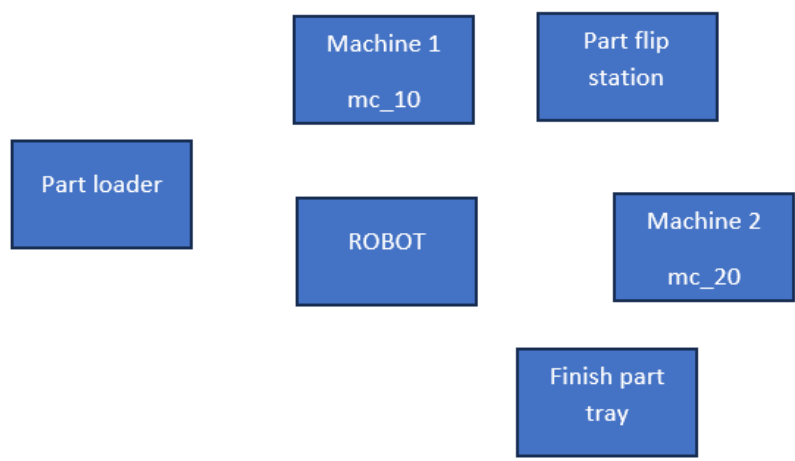 Machine 1
mc_10
Part flip
station
Part loader
ROBOT
Machine 2
mc_20
Finish part
tray